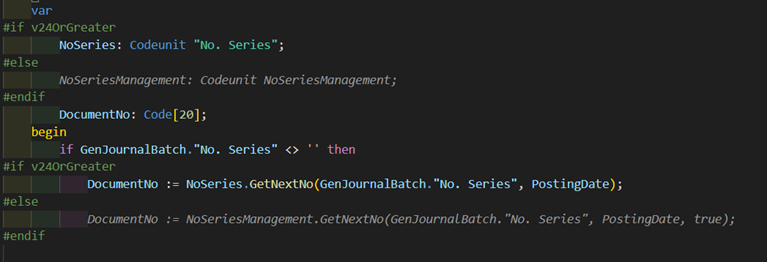 var
#if v24OrGreater
NoSeries: Codeunit "No. Series";
#else
NoSeriesManagement: Codeunit NoSeriesManagement;
#endif
DocumentNo: Code[20];
begin
if GenJournalBatch."No. Series" <> '' then
#if v24OrGreater
DocumentNo := NoSeries.GetNextNo(GenJournalBatch."No. Series", PostingDate);
#else
DocumentNo := NoSeriesManagement.GetNextNo(GenJournalBatch."No. Series", PostingDate, true);
#endif